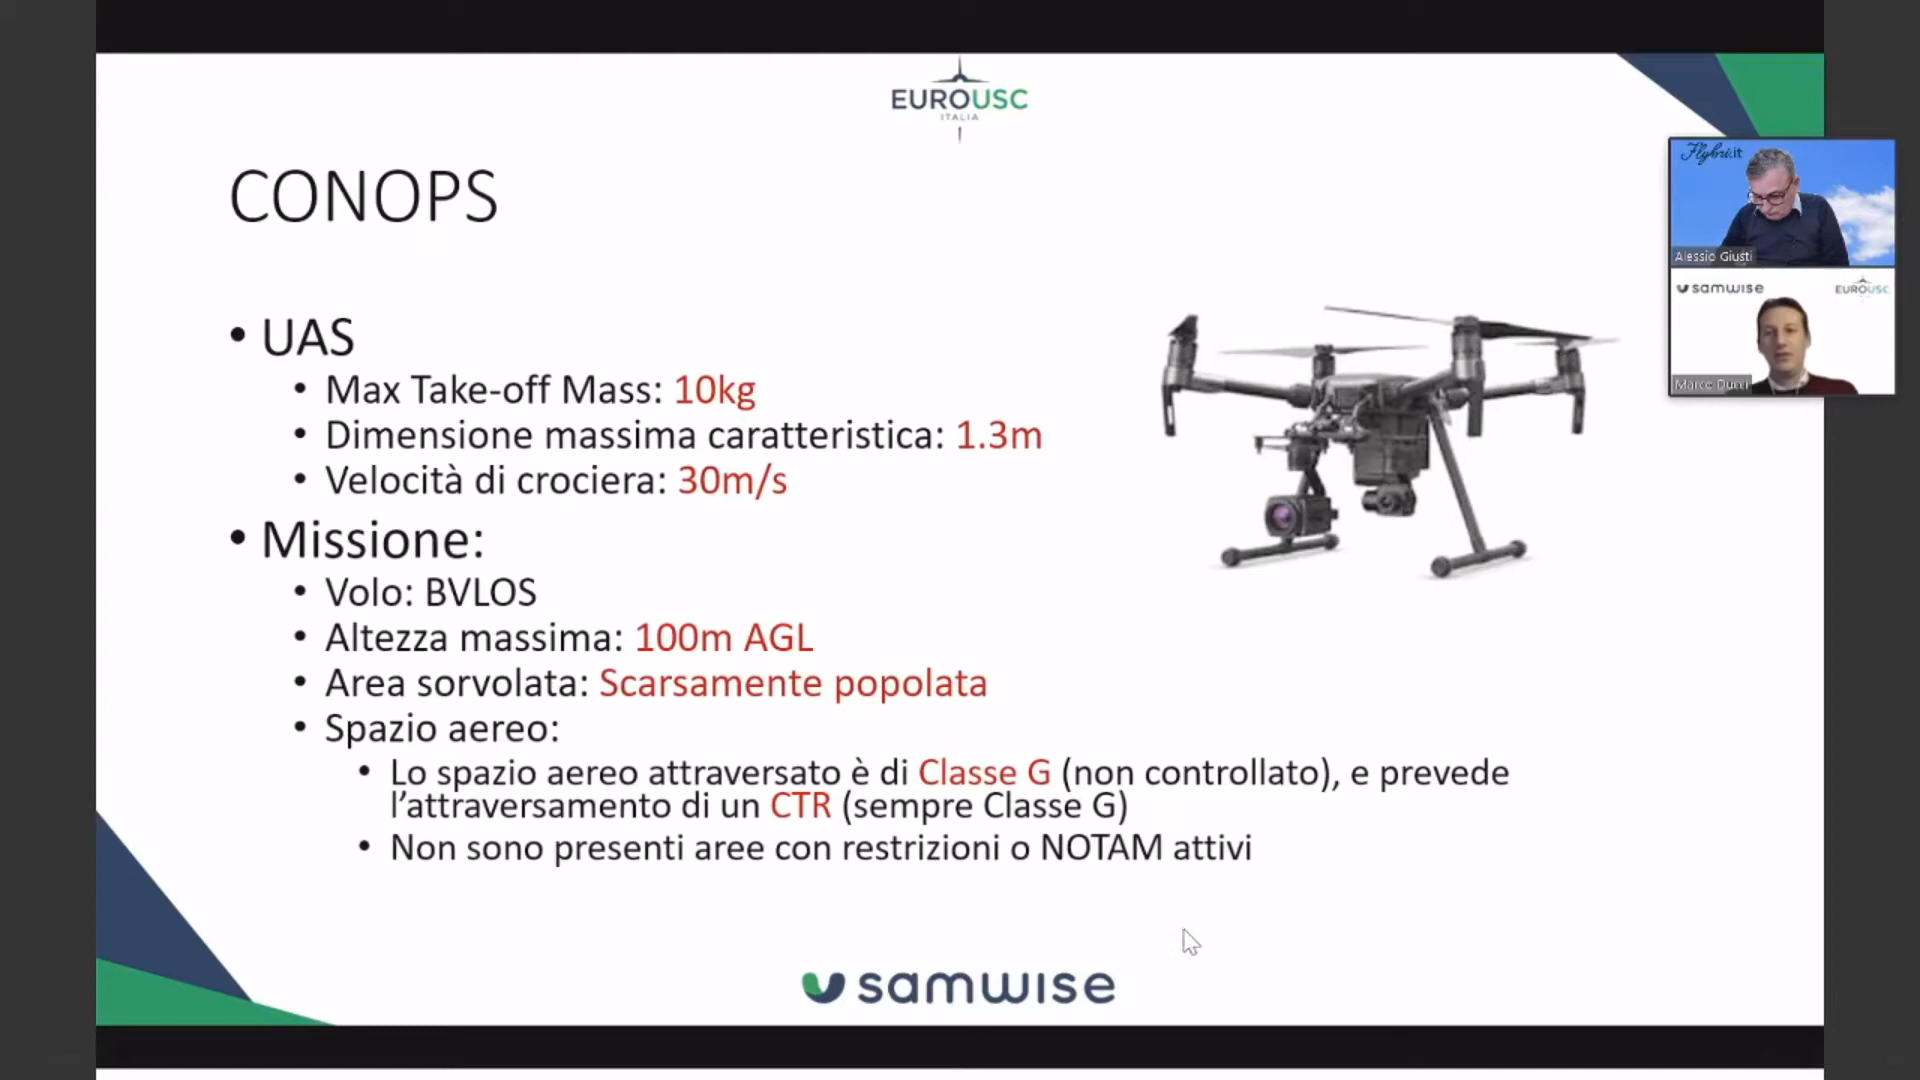 EUROUSC
ITALIA
CONOPS
• UAS
• Max Take-off Mass: 10kg
• Dimensione massima caratteristica: 1.3m
• Velocità di crociera: 30m/s
• Missione:
• Volo: BVLOS
• Altezza massima: 100m AGL
• Area sorvolata: Scarsamente popolata
• Spazio aereo:
• Lo spazio aereo attraversato è di Classe G (non controllato), e prevede
l’attraversamento di un CTR (sempre Classe G)
• Non sono presenti aree con restrizioni o NOTAM attivi
samwise
Flybri.it
Alessio Giusti
samwise
EUROUSC
Marco Ducci